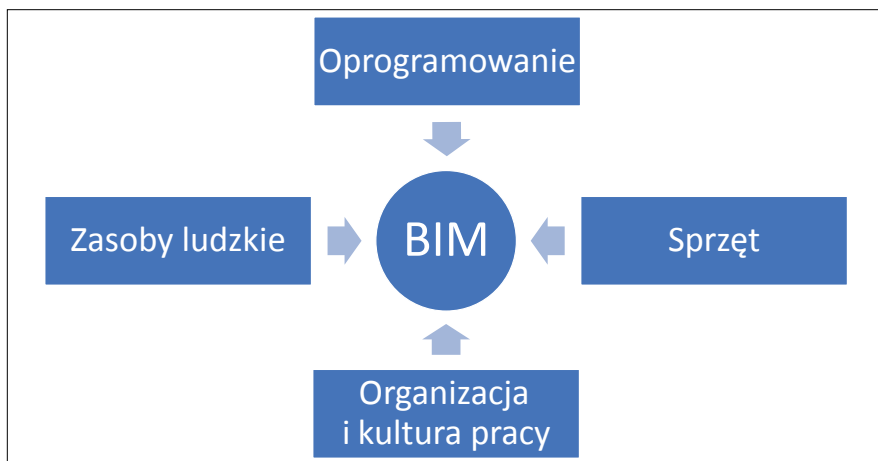 Oprogramowanie
Zasoby ludzkie
BIM
Sprzęt
Organizacja
i kultura pracy